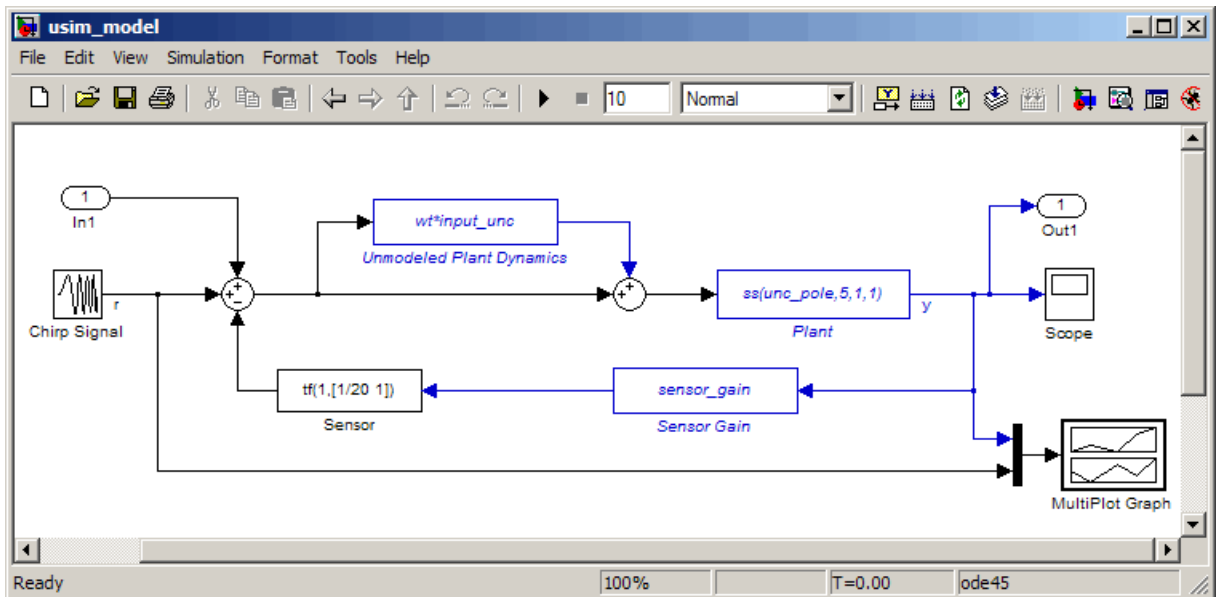 usim_model
File Edit View Simulation Format Tools Help
10 Normal
1
In1
wt*input_unc
Unmodeled Plant Dynamics
1
Out1
r
Chirp Signal
+
+
−
+
+
ss(unc_pole,5,1,1)
Plant
y
Scope
tf(1,[1/20 1])
Sensor
sensor_gain
Sensor Gain
MultiPlot Graph
Ready 100% T=0.00 ode45